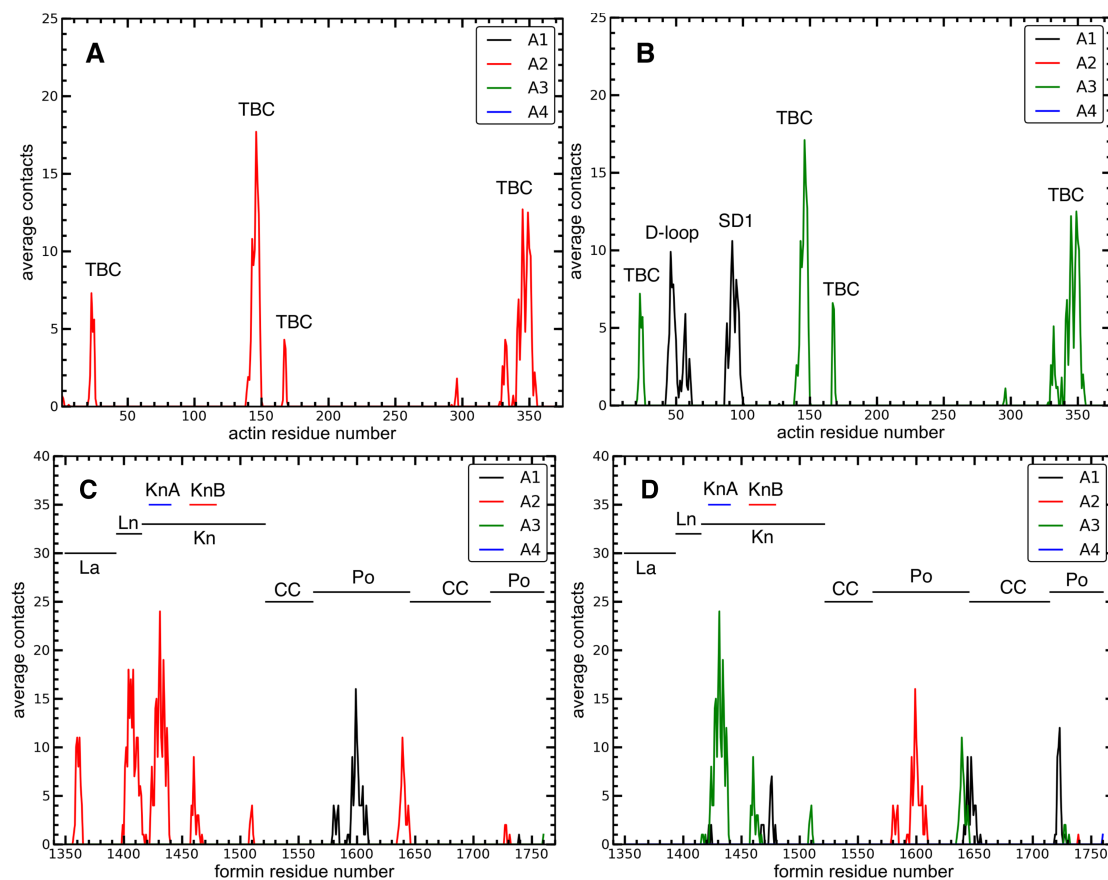 A
TBC
TBC
TBC
TBC
A1
A2
A3
A4
25
20
15
10
5
0
50
100
150
200
250
300
350
average contacts
actin residue number
B
TBC
D-loop
SD1
TBC
TBC
TBC
A1
A2
A3
A4
25
20
15
10
5
0
50
100
150
200
250
300
350
average contacts
actin residue number
C
KnA
KnB
Ln
Kn
La
CC
Po
CC
Po
A1
A2
A3
A4
40
35
30
25
20
15
10
5
0
1350
1400
1450
1500
1550
1600
1650
1700
1750
average contacts
formin residue number
D
KnA
KnB
Ln
Kn
La
CC
Po
CC
Po
A1
A2
A3
A4
40
35
30
25
20
15
10
5
0
1350
1400
1450
1500
1550
1600
1650
1700
1750
average contacts
formin residue number